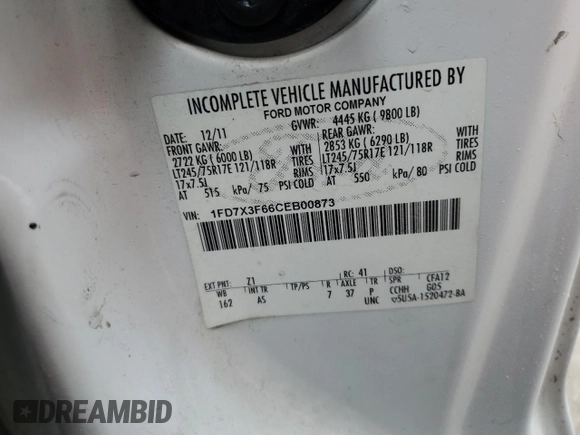 INCOMPLETE VEHICLE MANUFACTURED BY
FORD MOTOR COMPANY
DATE: 12/11 GVWR: 4445 KG ( 9800 LB)
FRONT GAWR: REAR GAWR:
2722 KG ( 6000 LB) WITH 2853 KG ( 6290 LB) WITH
LT245/75R17E 121/118R TIRES LT245/75R17E 121/118R TIRES
17x7.5J RIMS 17x7.5J RIMS
AT 515 kPa/ 75 PSI COLD AT 550 kPa/ 80 PSI COLD
VIN: 1FD7X3F66CEB00873
EXT PNT: Z1 RC: 41 DSO:
WB INT TR TP/PS R AXLE TR SPR CFA12
162 AS 7 37 P CCHH G05
UNC 5U5A-1520472-BA
DREAMBID